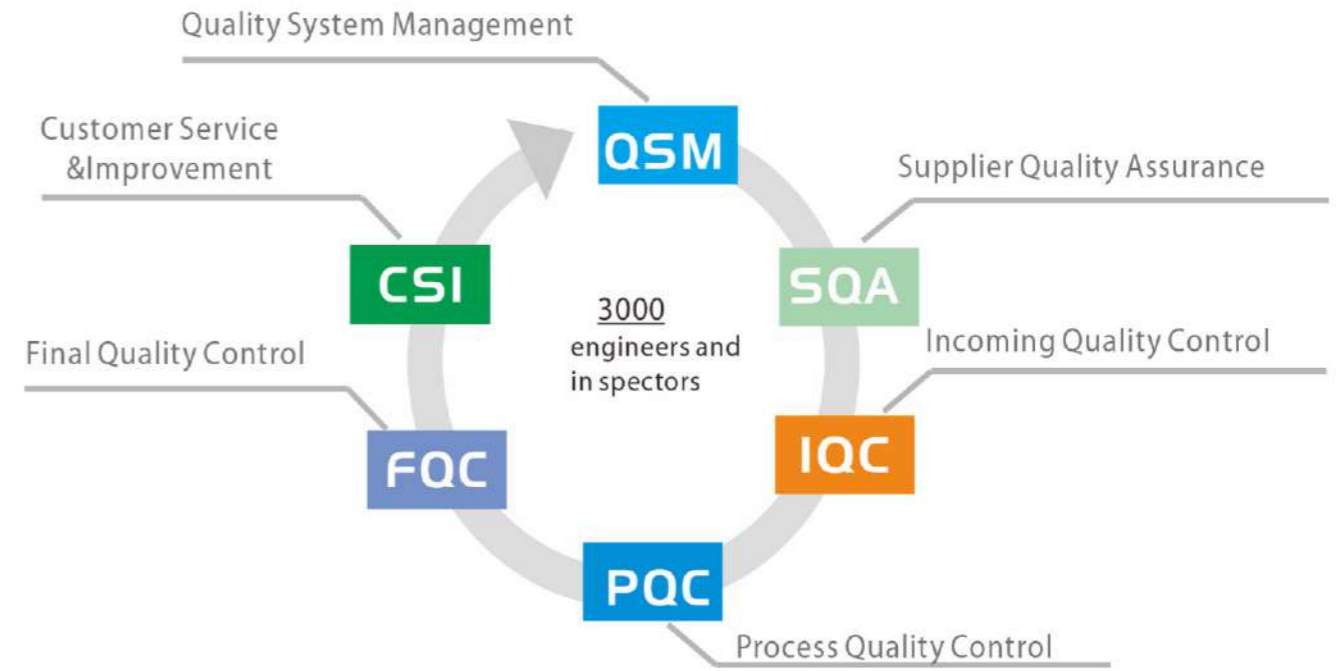 Quality System Management
QSM
Customer Service
&Improvement
CSI
Supplier Quality Assurance
SQA
3000
engineers and
in spectors
Final Quality Control
FQC
Incoming Quality Control
IQC
PQC
Process Quality Control